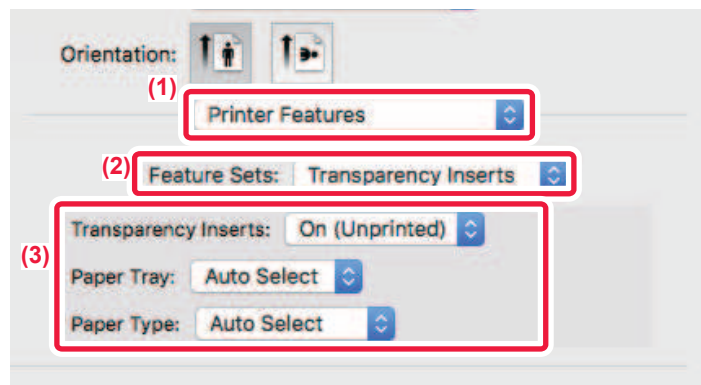 Orientation:
(1)
Printer Features
(2)
Feature Sets: Transparency Inserts
(3)
Transparency Inserts: On (Unprinted)
Paper Tray: Auto Select
Paper Type: Auto Select